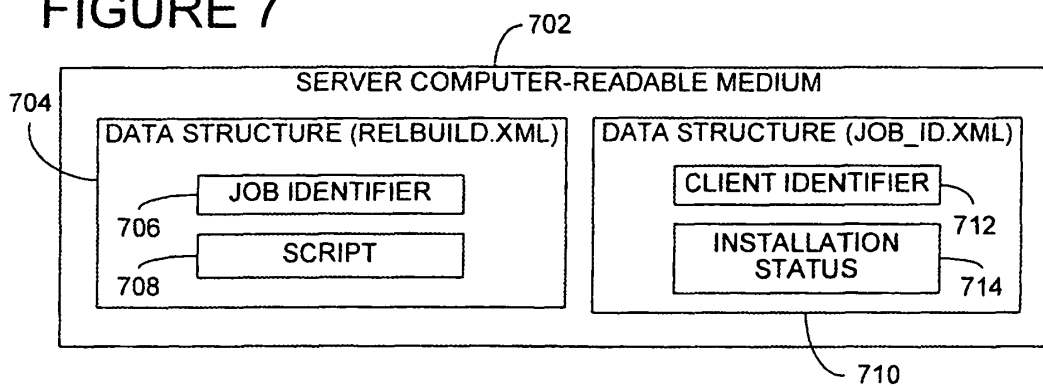 FIGURE 7
702
SERVER COMPUTER-READABLE MEDIUM
704
DATA STRUCTURE (RELBUILD.XML)
JOB IDENTIFIER
706
SCRIPT
708
DATA STRUCTURE (JOB_ID.XML)
CLIENT IDENTIFIER
712
INSTALLATION
STATUS
714
710